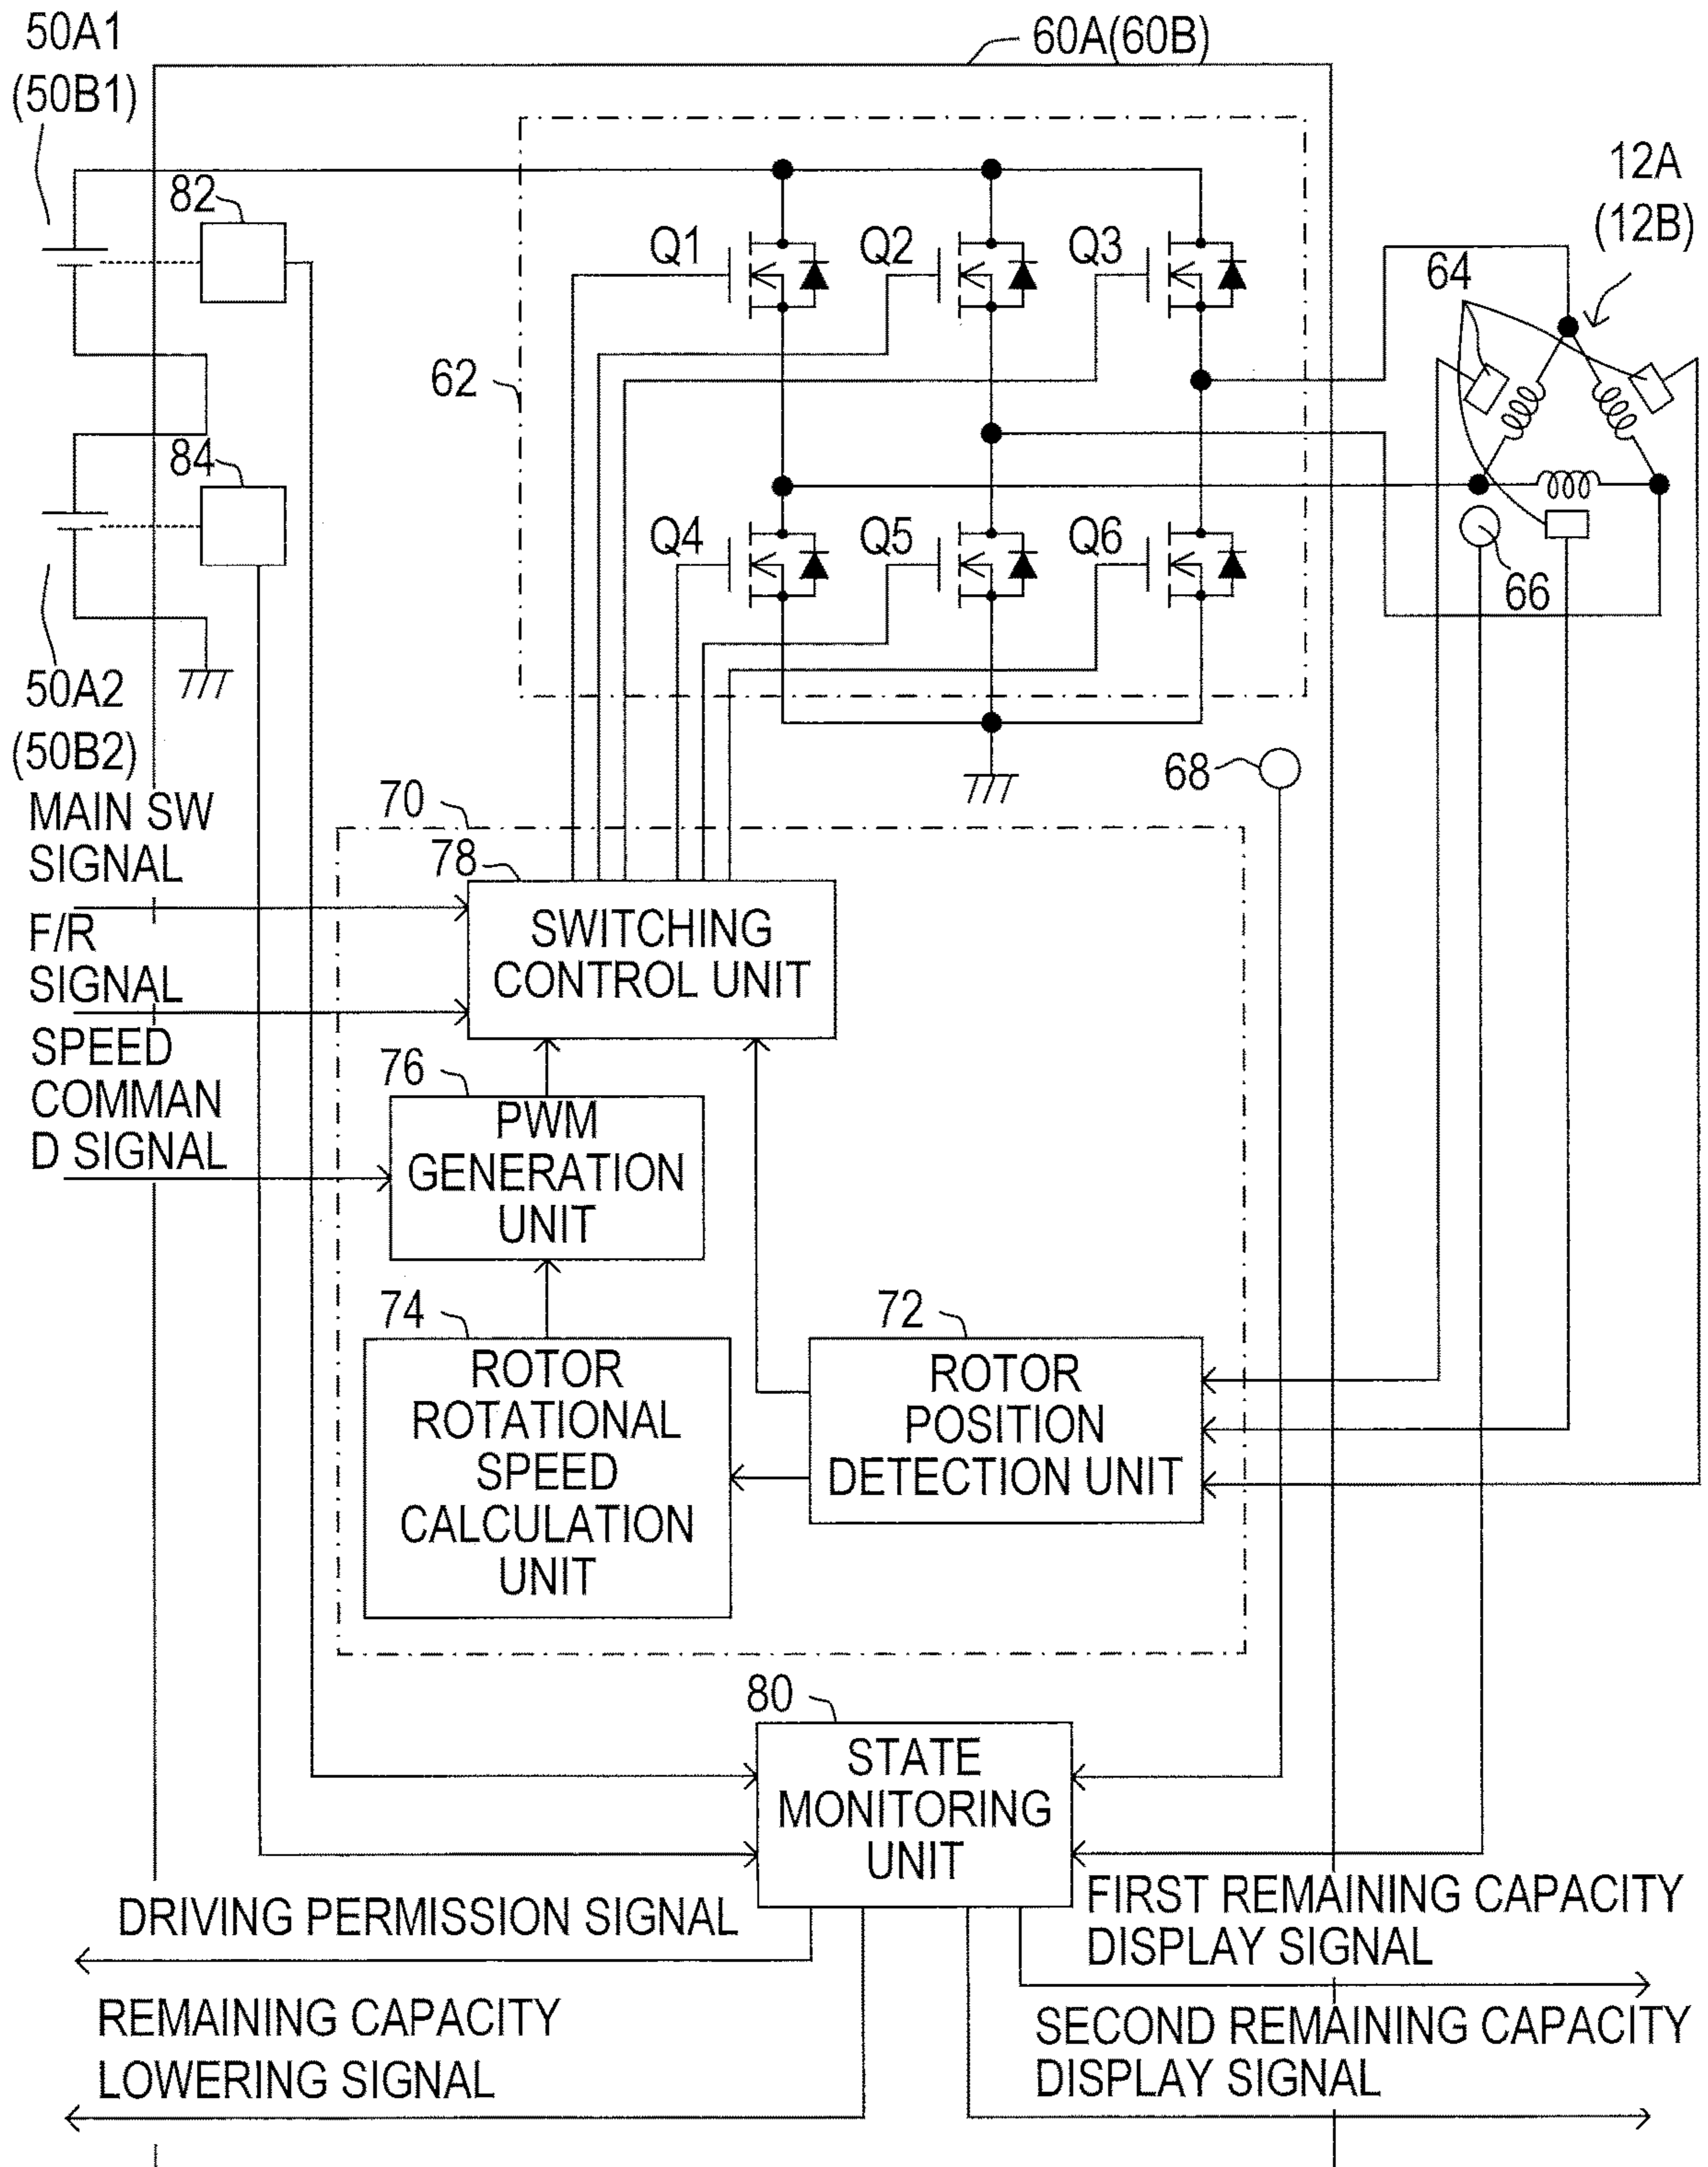 50A1
(50B1)
60A(60B)
82
Q1
Q2
Q3
12A
(12B)
64
62
84
Q4
Q5
Q6
66
50A2
(50B2)
68
MAIN SW
SIGNAL
70
78
F/R
SIGNAL
SWITCHING
CONTROL UNIT
SPEED
COMMAN
D SIGNAL
76
PWM
GENERATION
UNIT
74
72
ROTOR
ROTATIONAL
SPEED
CALCULATION
UNIT
ROTOR
POSITION
DETECTION UNIT
80
STATE
MONITORING
UNIT
DRIVING PERMISSION SIGNAL
FIRST REMAINING CAPACITY
DISPLAY SIGNAL
REMAINING CAPACITY
LOWERING SIGNAL
SECOND REMAINING CAPACITY
DISPLAY SIGNAL